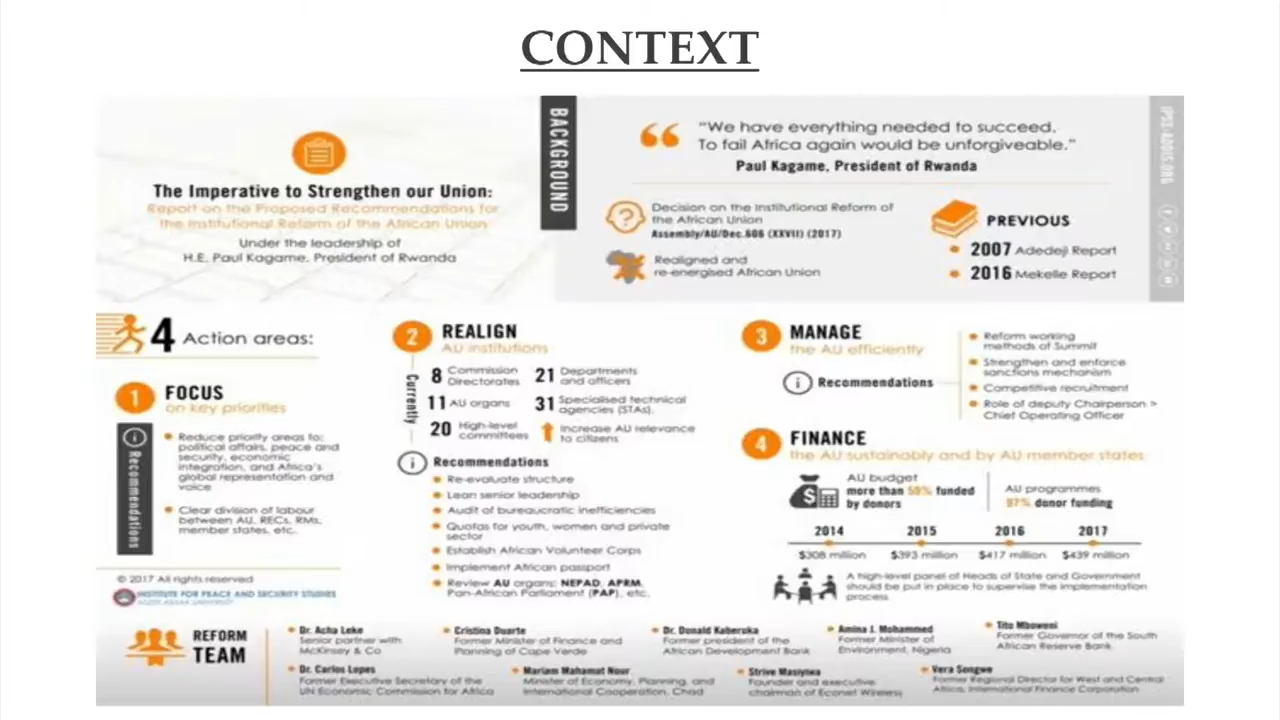 CONTEXT
The Imperative to Strengthen our Union:
Report on the Proposed Recommendations for
the Institutional Reform of the African Union
Under the leadership of
H.E. Paul Kagame, President of Rwanda
BACKGROUND
“We have everything needed to succeed.
To fail Africa again would be unforgiveable.”
Paul Kagame, President of Rwanda
Decision on the Institutional Reform of
the African Union
Assembly/AU/Dec.606 (XXVII) (2017)
Realigned and
re-energised African Union
PREVIOUS
2007 Adedeji Report
2016 Mekelle Report
IPSS-ADDIS.ORG
4 Action areas:
1 FOCUS
on key priorities
Recommendations
Reduce priority areas to:
political affairs, peace and
security, economic
integration, and Africa's
global representation and
voice
Clear division of labour
between AU, RECs, RMs,
member states, etc.
© 2017 All rights reserved
INSTITUTE FOR PEACE AND SECURITY STUDIES
ADDIS ABABA UNIVERSITY
2 REALIGN
AU institutions
Currently
8 Commission
Directorates
21 Departments
and officers
11 AU organs
31 Specialised technical
agencies (STAs).
20 High-level
committees
Increase AU relevance
to citizens
Recommendations
Re-evaluate structure
Lean senior leadership
Audit of bureaucratic inefficiencies
Quotas for youth, women and private
sector
Establish African Volunteer Corps
Implement African passport
Review AU organs: NEPAD, APRM,
Pan-African Parliament (PAP), etc.
3 MANAGE
the AU efficiently
Recommendations
Reform working
methods of Summit
Strengthen and enforce
sanctions mechanism
Competitive recruitment
Role of deputy Chairperson >
Chief Operating Officer
4 FINANCE
the AU sustainably and by AU member states
AU budget
more than 50% funded
by donors
AU programmes
97% donor funding
2014 2015 2016 2017
$308 million $393 million $417 million $439 million
A high-level panel of Heads of State and Government
should be put in place to supervise the implementation
process.
REFORM
TEAM
Dr. Acha Leke
Senior partner with
McKinsey & Co
Cristina Duarte
Former Minister of Finance and
Planning of Cape Verde
Dr. Donald Kaberuka
Former president of the
African Development Bank
Amina J. Mohammed
Former Minister of
Environment, Nigeria
Tito Mboweni
Former Governor of the South
African Reserve Bank
Dr. Carlos Lopes
Former Executive Secretary of the
UN Economic Commission for Africa
Mariam Mahamat Nour
Minister of Economy, Planning, and
International Cooperation, Chad
Strive Masiyiwa
Founder and executive
chairman of Econet Wireless
Vera Songwe
Former Regional Director for West and Central
Africa, International Finance Corporation